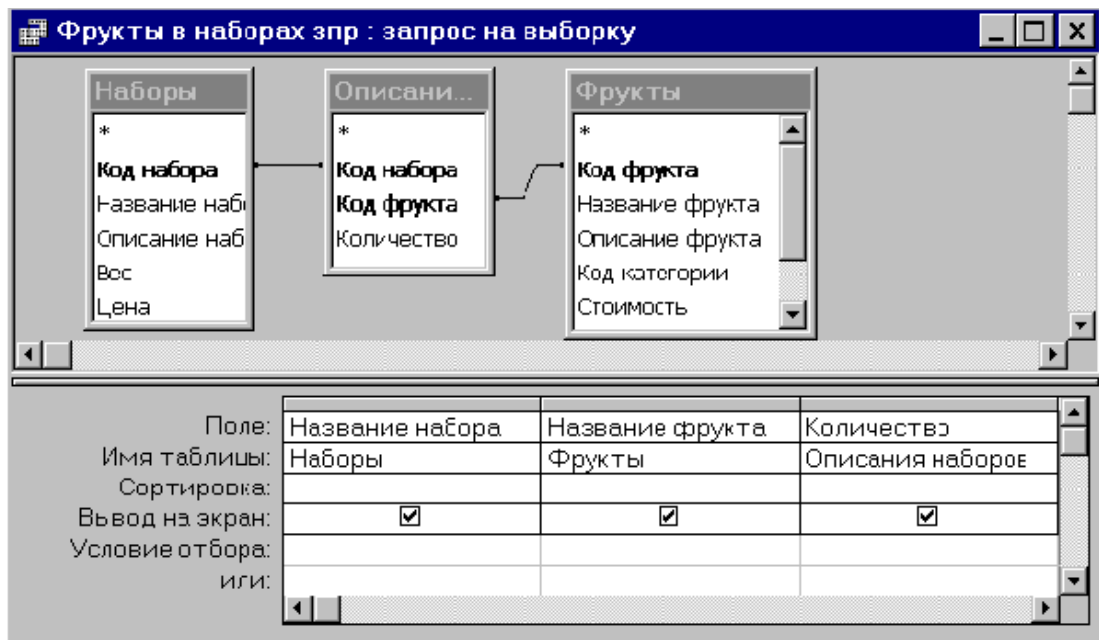 Фрукты в наборах зпр : запрос на выборку
Наборы
*
Код набора
Название наб
Описание наб
Вес
Цена
Описани...
*
Код набора
Код фрукта
Количество
Фрукты
*
Код фрукта
Название фрукта
Описание фрукта
Код категории
Стоимость
Поле: Название набора Название фрукта Количество
Имя таблицы: Наборы Фрукты Описания наборов
Сортировка:
Вывод на экран:
Условие отбора:
или: